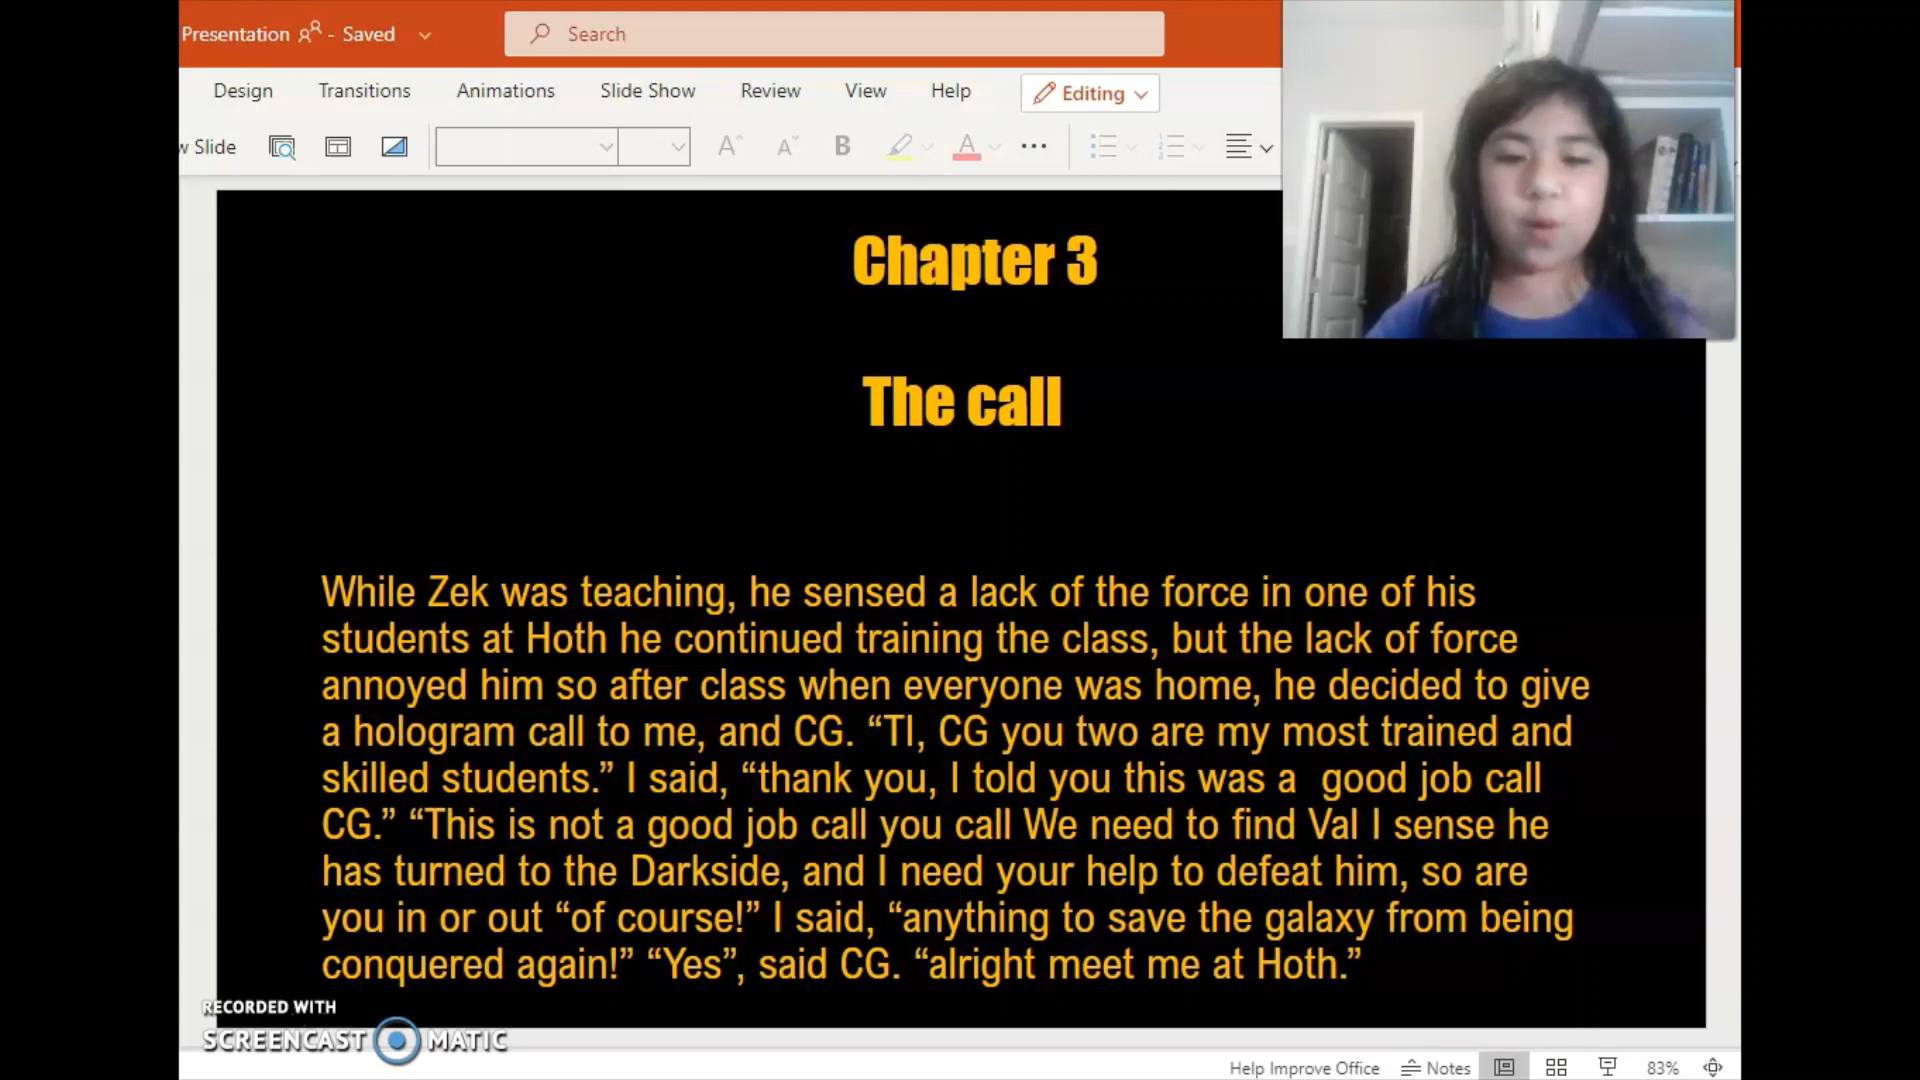 Presentation - Saved
Search
Design Transitions Animations Slide Show Review View Help Editing
w Slide
Chapter 3
The call
While Zek was teaching, he sensed a lack of the force in one of his
students at Hoth he continued training the class, but the lack of force
annoyed him so after class when everyone was home, he decided to give
a hologram call to me, and CG. “Tl, CG you two are my most trained and
skilled students.” I said, “thank you, I told you this was a  good job call
CG.” “This is not a good job call you call We need to find Val I sense he
has turned to the Darkside, and I need your help to defeat him, so are
you in or out “of course!” I said, “anything to save the galaxy from being
conquered again!” “Yes”, said CG. “alright meet me at Hoth.”
RECORDED WITH
SCREENCAST MATIC
Help Improve Office Notes 83%